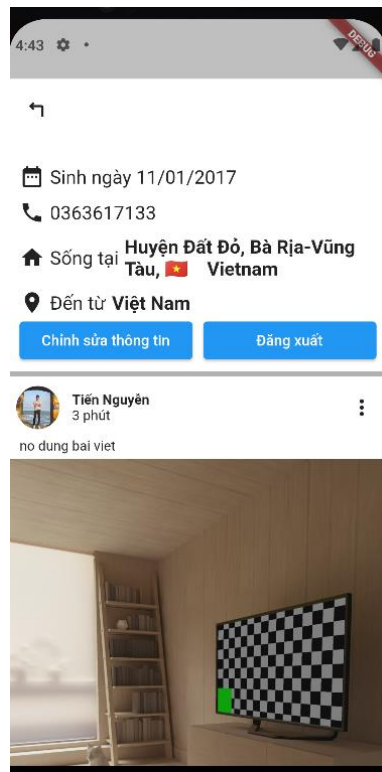 4:43
DEBUG
Sinh ngày 11/01/2017
0363617133
Sống tại Huyện Đất Đỏ, Bà Rịa-Vũng
Tàu, 🇻🇳 Vietnam
Đến từ Việt Nam
Chỉnh sửa thông tin
Đăng xuất
Tiến Nguyên
3 phút
no dung bai viet